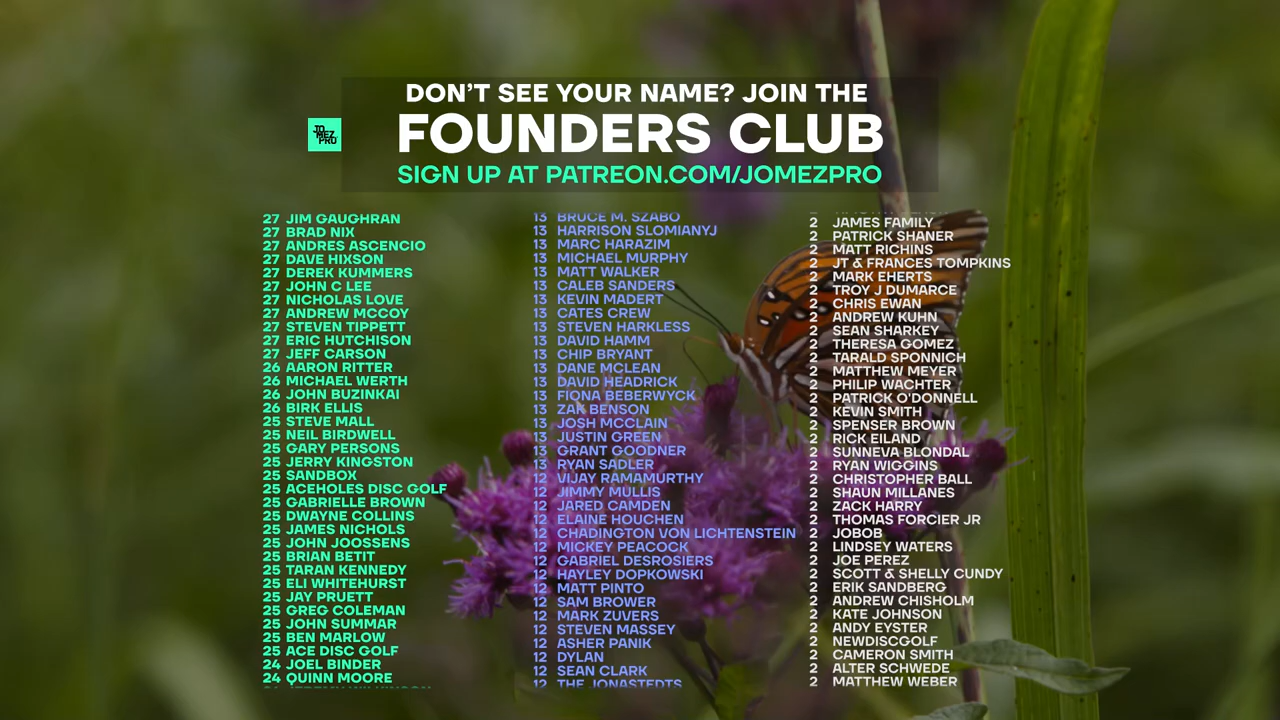 DON'T SEE YOUR NAME? JOIN THE
FOUNDERS CLUB
JO
MEZ
PRO
SIGN UP AT PATREON.COM/JOMEZPRO
27 JIM GAUGHRAN
27 BRAD NIX
27 ANDRES ASCENCIO
27 DAVE HIXSON
27 DEREK KUMMERS
27 JOHN C LEE
27 NICHOLAS LOVE
27 ANDREW MCCOY
27 STEVEN TIPPETT
27 ERIC HUTCHISON
27 JEFF CARSON
26 AARON RITTER
26 MICHAEL WERTH
26 JOHN BUZINKAI
26 BIRK ELLIS
25 STEVE MALL
25 NEIL BIRDWELL
25 GARY PERSONS
25 JERRY KINGSTON
25 SANDBOX
25 ACEHOLES DISC GOLF
25 GABRIELLE BROWN
25 DWAYNE COLLINS
25 JAMES NICHOLS
25 JOHN JOOSSENS
25 BRIAN BETIT
25 TARAN KENNEDY
25 ELI WHITEHURST
25 JAY PRUETT
25 GREG COLEMAN
25 JOHN SUMMAR
25 BEN MARLOW
25 ACE DISC GOLF
24 JOEL BINDER
24 QUINN MOORE
13 BRUCE M. SZABO
13 HARRISON SLOMIANYJ
13 MARC HARAZIM
13 MICHAEL MURPHY
13 MATT WALKER
13 CALEB SANDERS
13 KEVIN MADERT
13 CATES CREW
13 STEVEN HARKLESS
13 DAVID HAMM
13 CHIP BRYANT
13 DANE MCLEAN
13 DAVID HEADRICK
13 FIONA BEBERWYCK
13 ZAK BENSON
13 JOSH MCCLAIN
13 JUSTIN GREEN
13 GRANT GOODNER
13 RYAN SADLER
12 VIJAY RAMAMURTHY
12 JIMMY MULLIS
12 JARED CAMDEN
12 ELAINE HOUCHEN
12 CHADINGTON VON LICHTENSTEIN
12 MICKEY PEACOCK
12 GABRIEL DESROSIERS
12 HAYLEY DOPKOWSKI
12 MATT PINTO
12 SAM BROWER
12 MARK ZUVERS
12 STEVEN MASSEY
12 ASHER PANIK
12 DYLAN
12 SEAN CLARK
12 THE JONASTEDTS
2 JAMES FAMILY
2 PATRICK SHANER
2 MATT RICHINS
2 JT & FRANCES TOMPKINS
2 MARK EHERTS
2 TROY J DUMARCE
2 CHRIS EWAN
2 ANDREW KUHN
2 SEAN SHARKEY
2 THERESA GOMEZ
2 TARALD SPONNICH
2 MATTHEW MEYER
2 PHILIP WACHTER
2 PATRICK O'DONNELL
2 KEVIN SMITH
2 SPENSER BROWN
2 RICK EILAND
2 SUNNEVA BLONDAL
2 RYAN WIGGINS
2 CHRISTOPHER BALL
2 SHAUN MILLANES
2 ZACK HARRY
2 THOMAS FORCIER JR
2 JOBOB
2 LINDSEY WATERS
2 JOE PEREZ
2 SCOTT & SHELLY CUNDY
2 ERIK SANDBERG
2 ANDREW CHISHOLM
2 KATE JOHNSON
2 ANDY EYSTER
2 NEWDISCGOLF
2 CAMERON SMITH
2 ALTER SCHWEDE
2 MATTHEW WEBER